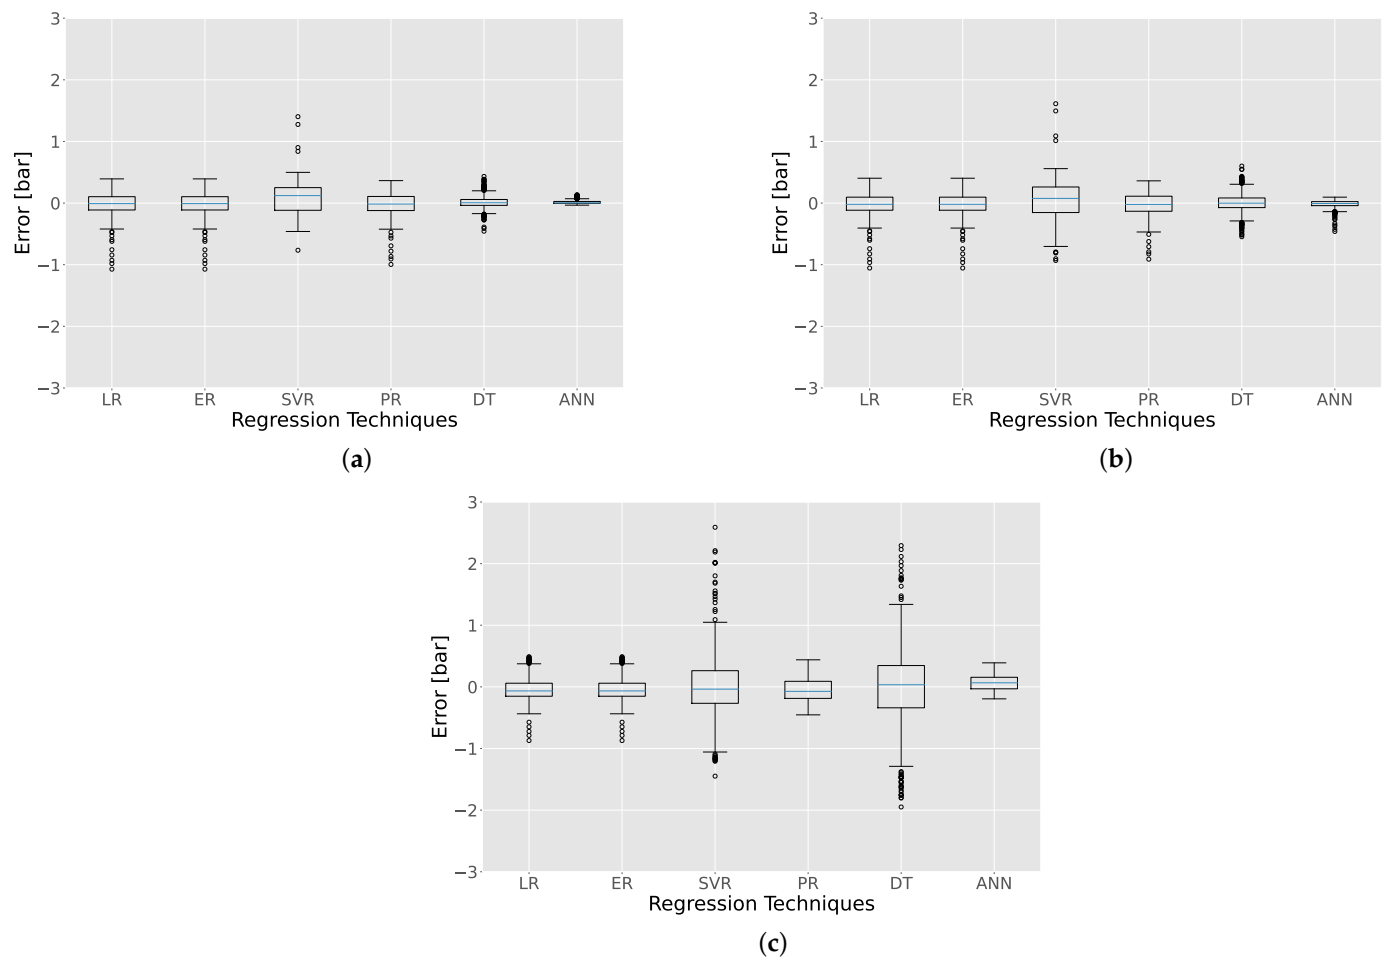 3
2
1
0
−1
−2
−3
Error [bar]
LR ER SVR PR DT ANN
Regression Techniques
(a)
3
2
1
0
−1
−2
−3
Error [bar]
LR ER SVR PR DT ANN
Regression Techniques
(b)
3
2
1
0
−1
−2
−3
Error [bar]
LR ER SVR PR DT ANN
Regression Techniques
(c)